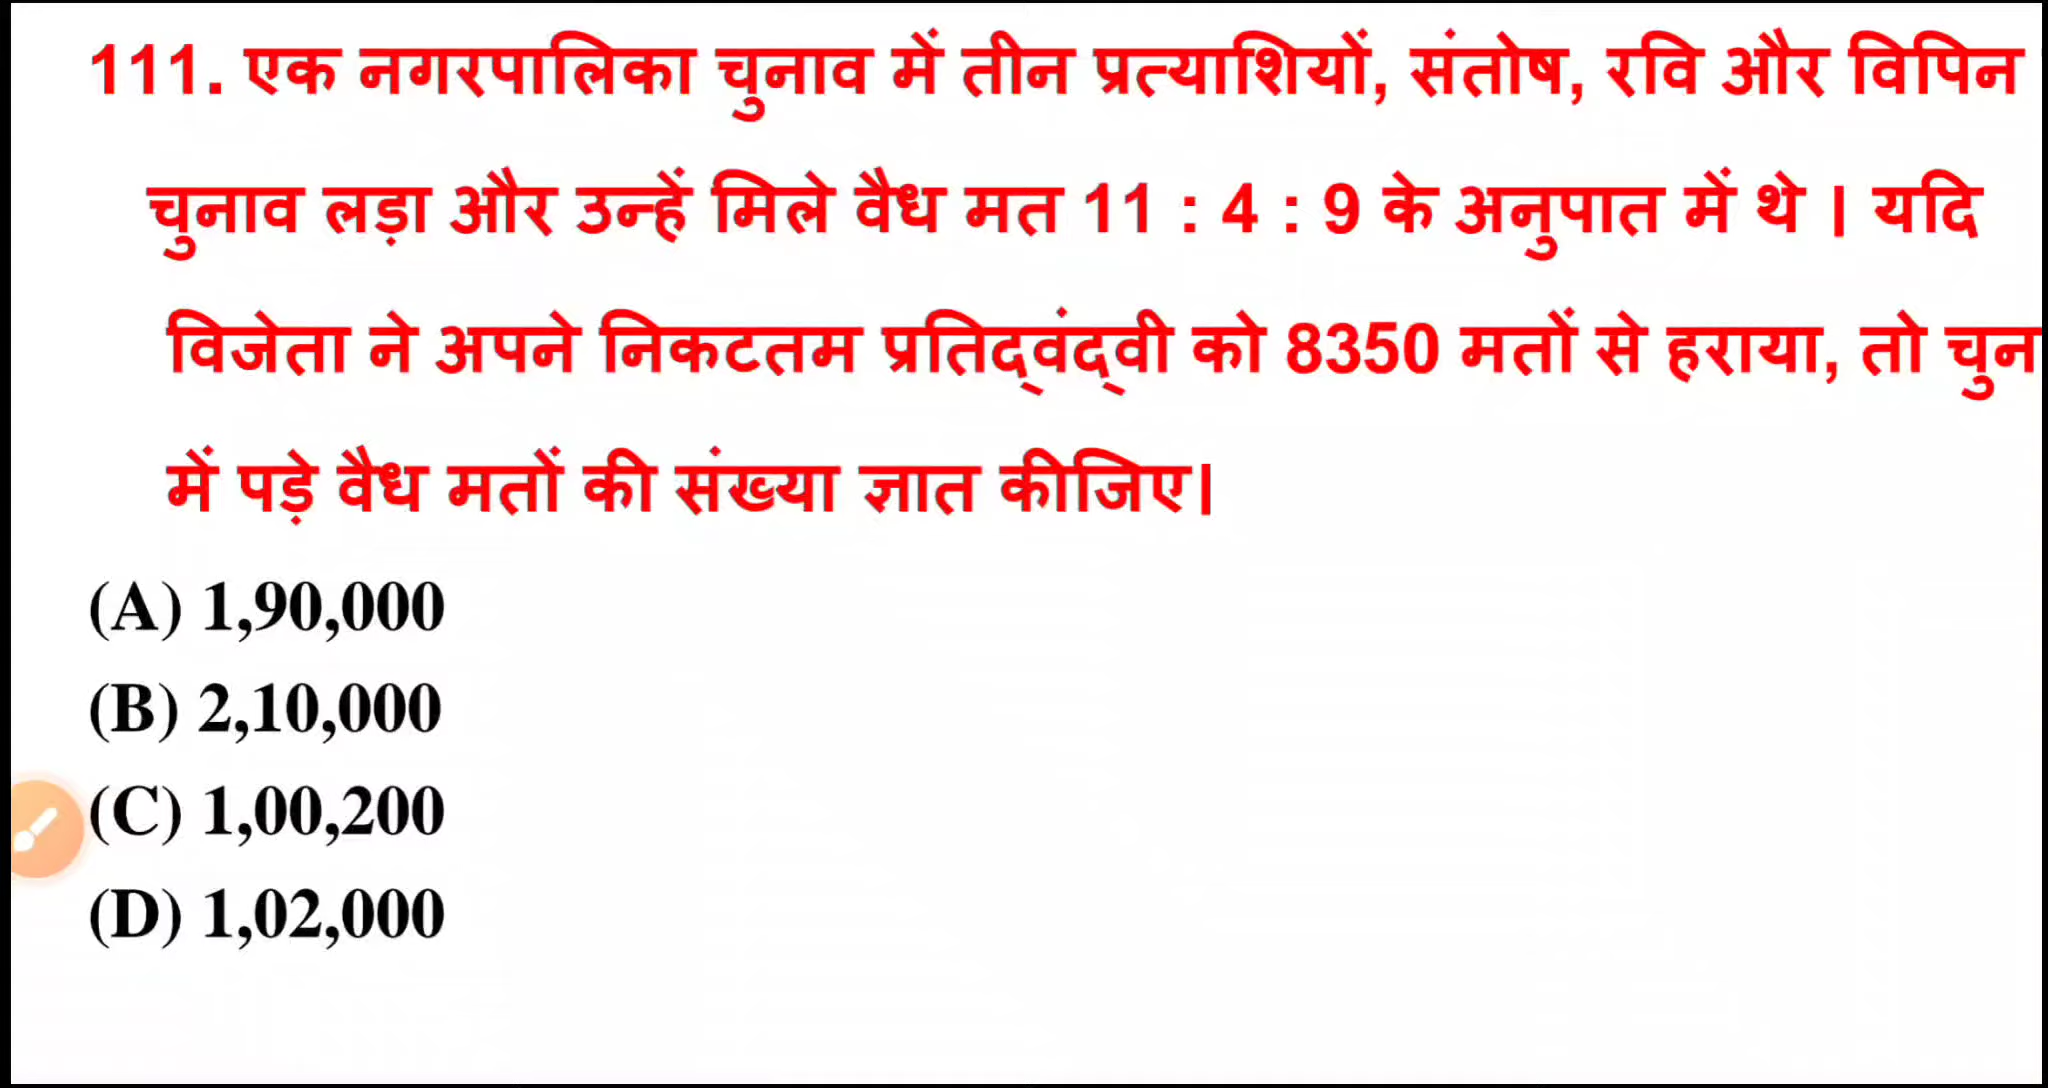 111. एक नगरपालिका चुनाव में तीन प्रत्याशियों, संतोष, रवि और विपिन
चुनाव लड़ा और उन्हें मिले वैध मत 11 : 4 : 9 के अनुपात में थे | यदि
विजेता ने अपने निकटतम प्रतिद्वंद्वी को 8350 मतों से हराया, तो चुन
में पड़े वैध मतों की संख्या ज्ञात कीजिए|
(A) 1,90,000
(B) 2,10,000
(C) 1,00,200
(D) 1,02,000